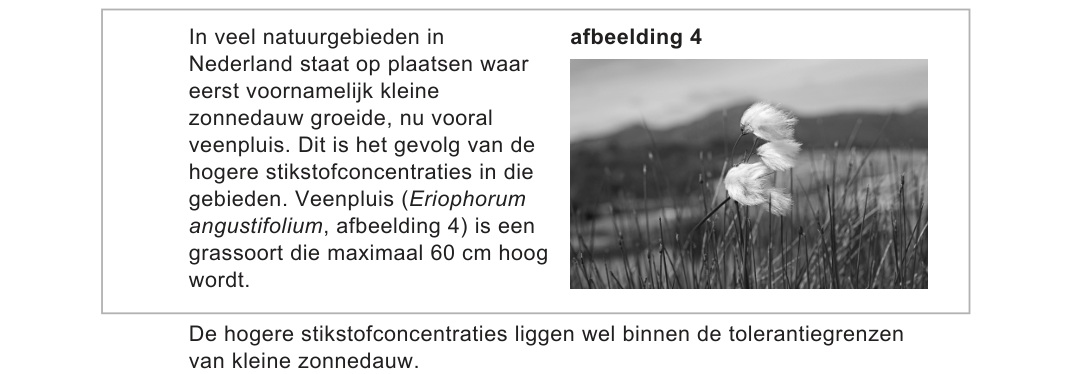 In veel natuurgebieden in
Nederland staat op plaatsen waar
eerst voornamelijk kleine
zonnedauw groeide, nu vooral
veenpluis. Dit is het gevolg van de
hogere stikstofconcentraties in die
gebieden. Veenpluis (Eriophorum
angustifolium, afbeelding 4) is een
grassoort die maximaal 60 cm hoog
wordt.
afbeelding 4
De hogere stikstofconcentraties liggen wel binnen de tolerantiegrenzen
van kleine zonnedauw.